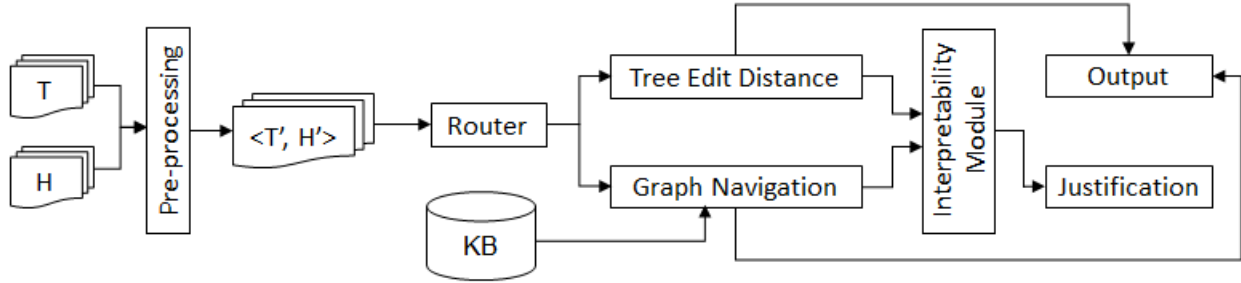 T
H
Pre-processing
<T’, H’>
Router
KB
Tree Edit Distance
Graph Navigation
Interpretability
Module
Output
Justification